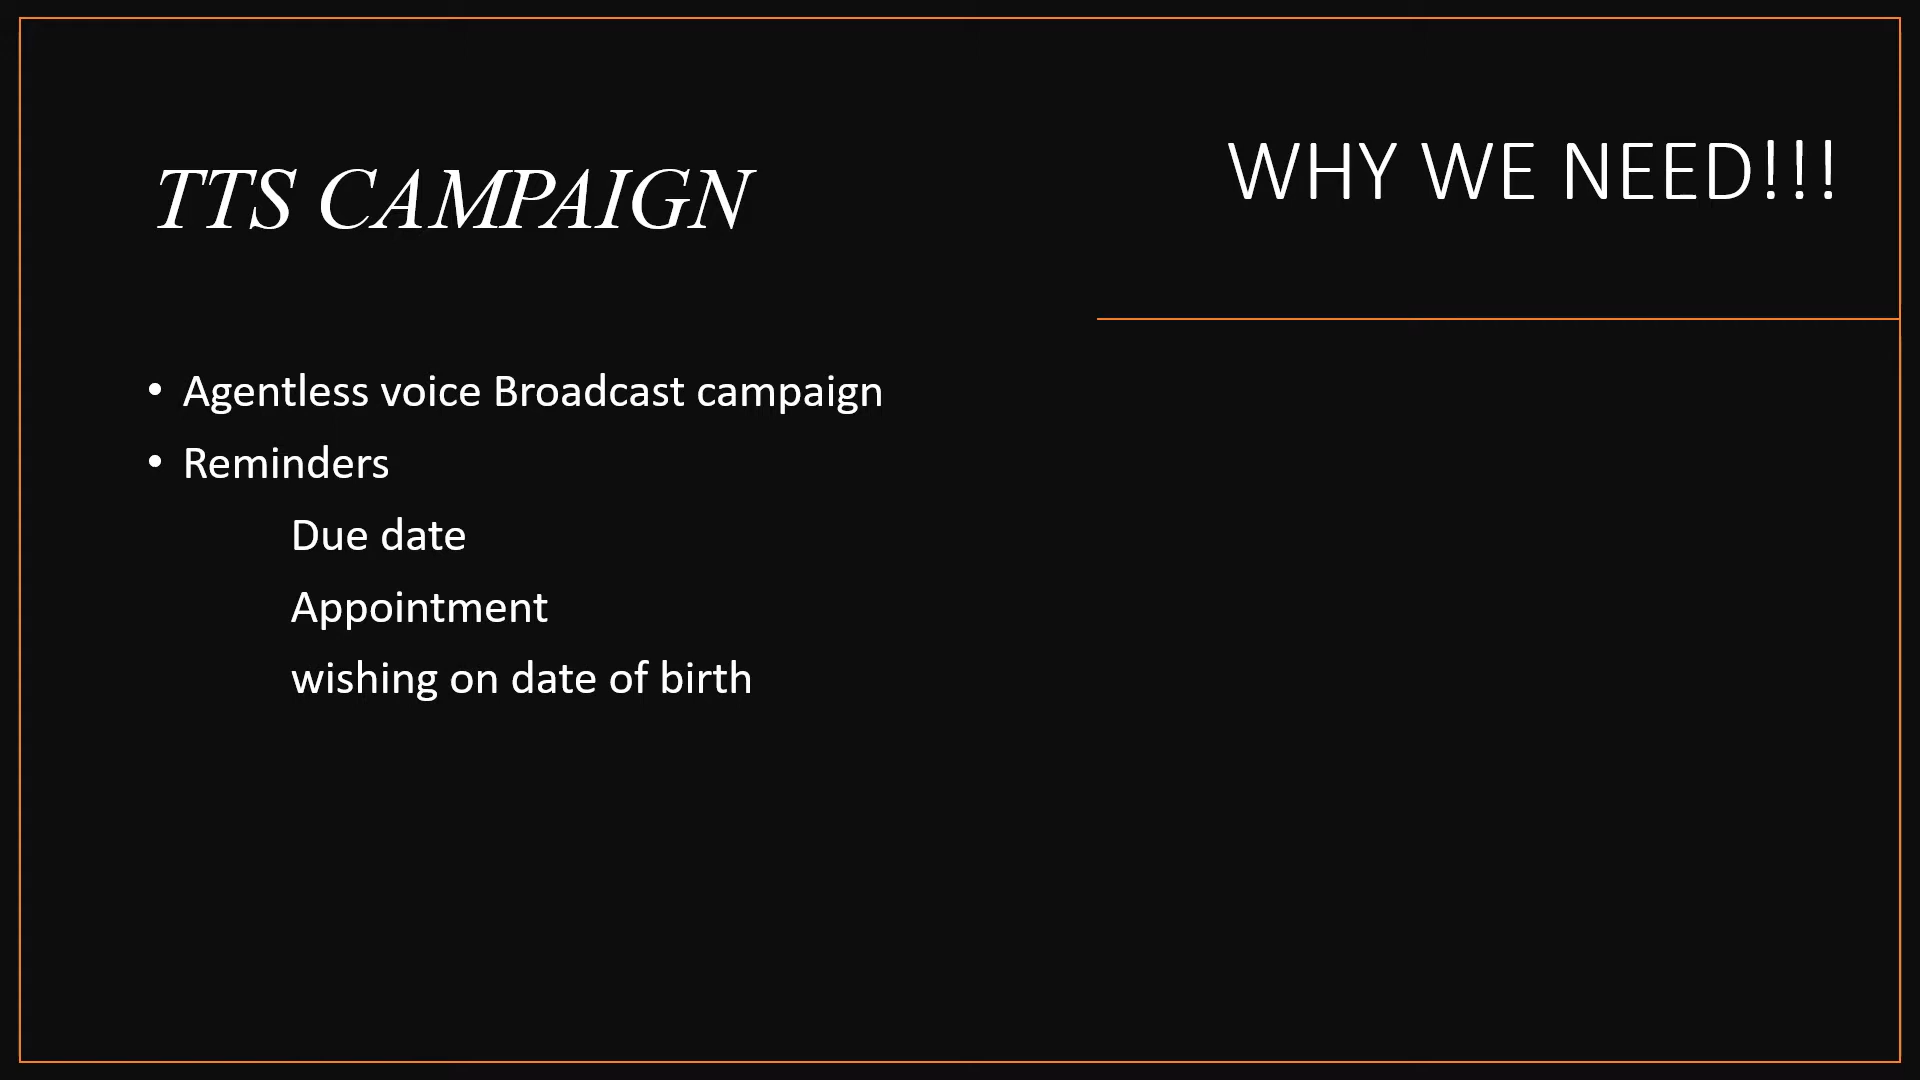 TTS CAMPAIGN
WHY WE NEED!!!
• Agentless voice Broadcast campaign
• Reminders
Due date
Appointment
wishing on date of birth